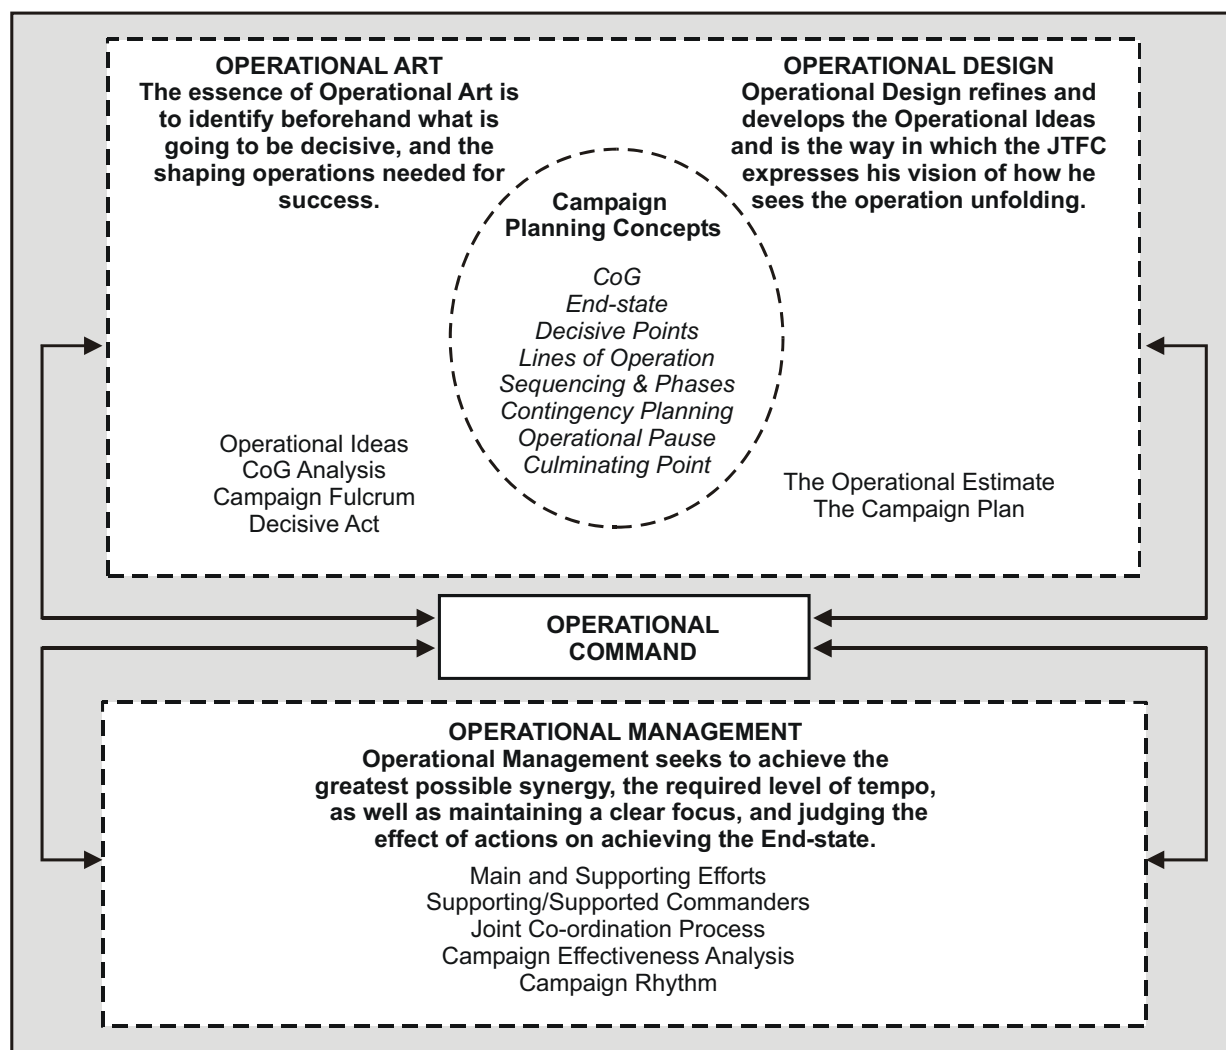 OPERATIONAL ART
The essence of Operational Art is
to identify beforehand what is
going to be decisive, and the
shaping operations needed for
success.
OPERATIONAL DESIGN
Operational Design refines and
develops the Operational Ideas
and is the way in which the JTFC
expresses his vision of how he
sees the operation unfolding.
Campaign
Planning Concepts
CoG
End-state
Decisive Points
Lines of Operation
Sequencing & Phases
Contingency Planning
Operational Pause
Culminating Point
Operational Ideas
CoG Analysis
Campaign Fulcrum
Decisive Act
The Operational Estimate
The Campaign Plan
OPERATIONAL
COMMAND
OPERATIONAL MANAGEMENT
Operational Management seeks to achieve the
greatest possible synergy, the required level of tempo,
as well as maintaining a clear focus, and judging the
effect of actions on achieving the End-state.
Main and Supporting Efforts
Supporting/Supported Commanders
Joint Co-ordination Process
Campaign Effectiveness Analysis
Campaign Rhythm